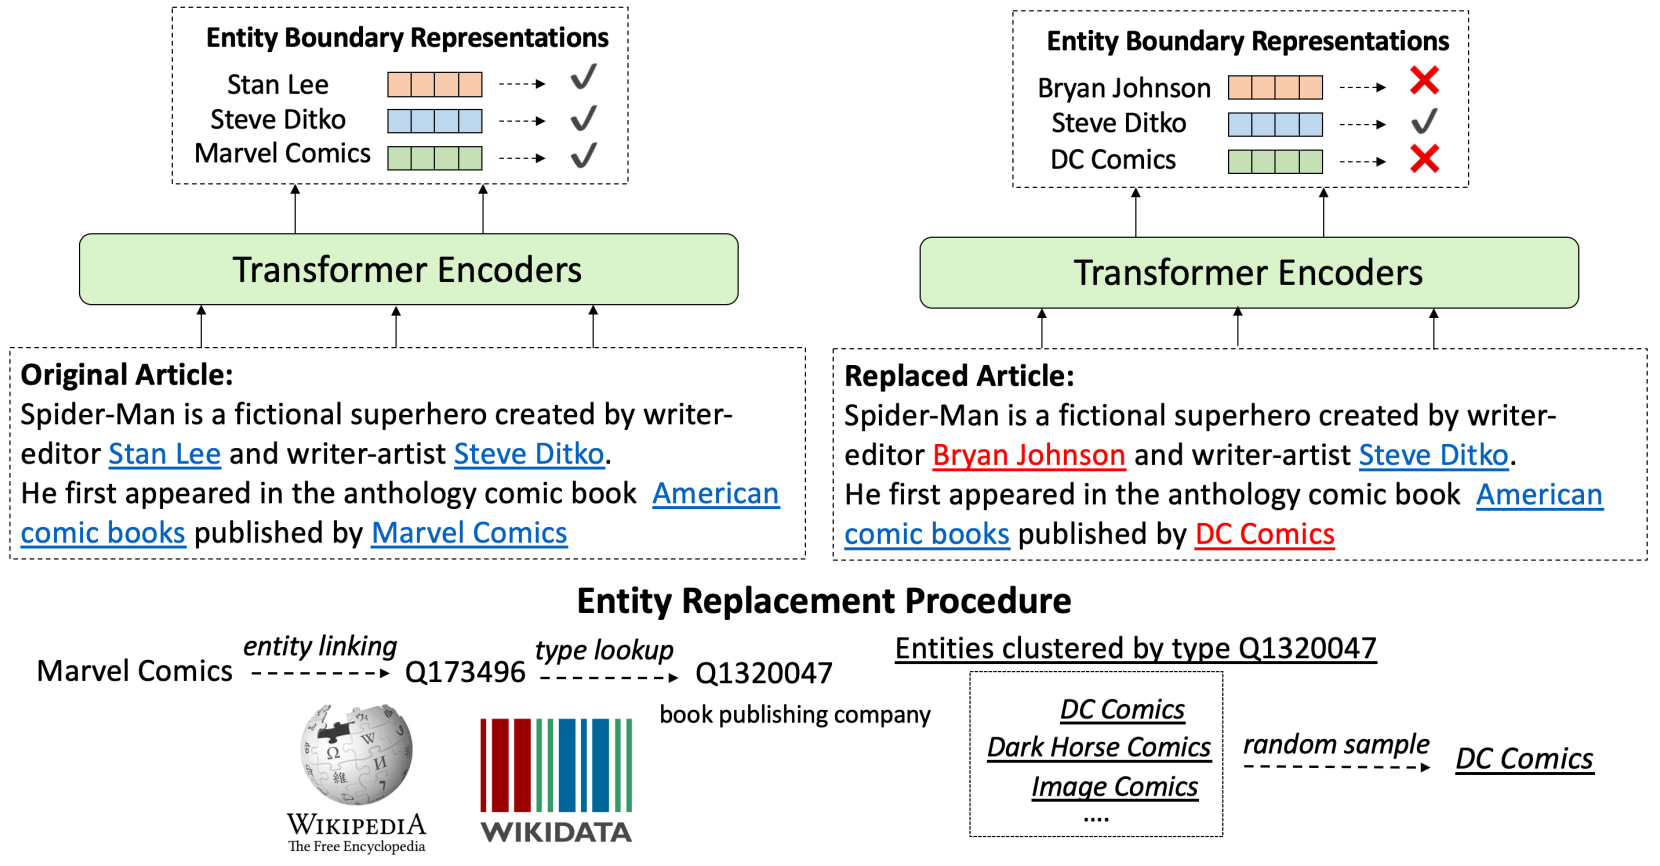 Entity Boundary Representations
Stan Lee
Steve Ditko
Marvel Comics
Transformer Encoders
Original Article:
Spider-Man is a fictional superhero created by writer-
editor Stan Lee and writer-artist Steve Ditko.
He first appeared in the anthology comic book American
comic books published by Marvel Comics
Entity Boundary Representations
Bryan Johnson
Steve Ditko
DC Comics
Transformer Encoders
Replaced Article:
Spider-Man is a fictional superhero created by writer-
editor Bryan Johnson and writer-artist Steve Ditko.
He first appeared in the anthology comic book American
comic books published by DC Comics
Entity Replacement Procedure
Marvel Comics
entity linking
Q173496
type lookup
Q1320047
book publishing company
WIKIPEDIA
The Free Encyclopedia
WIKIDATA
Entities clustered by type Q1320047
DC Comics
Dark Horse Comics
Image Comics
....
random sample
DC Comics